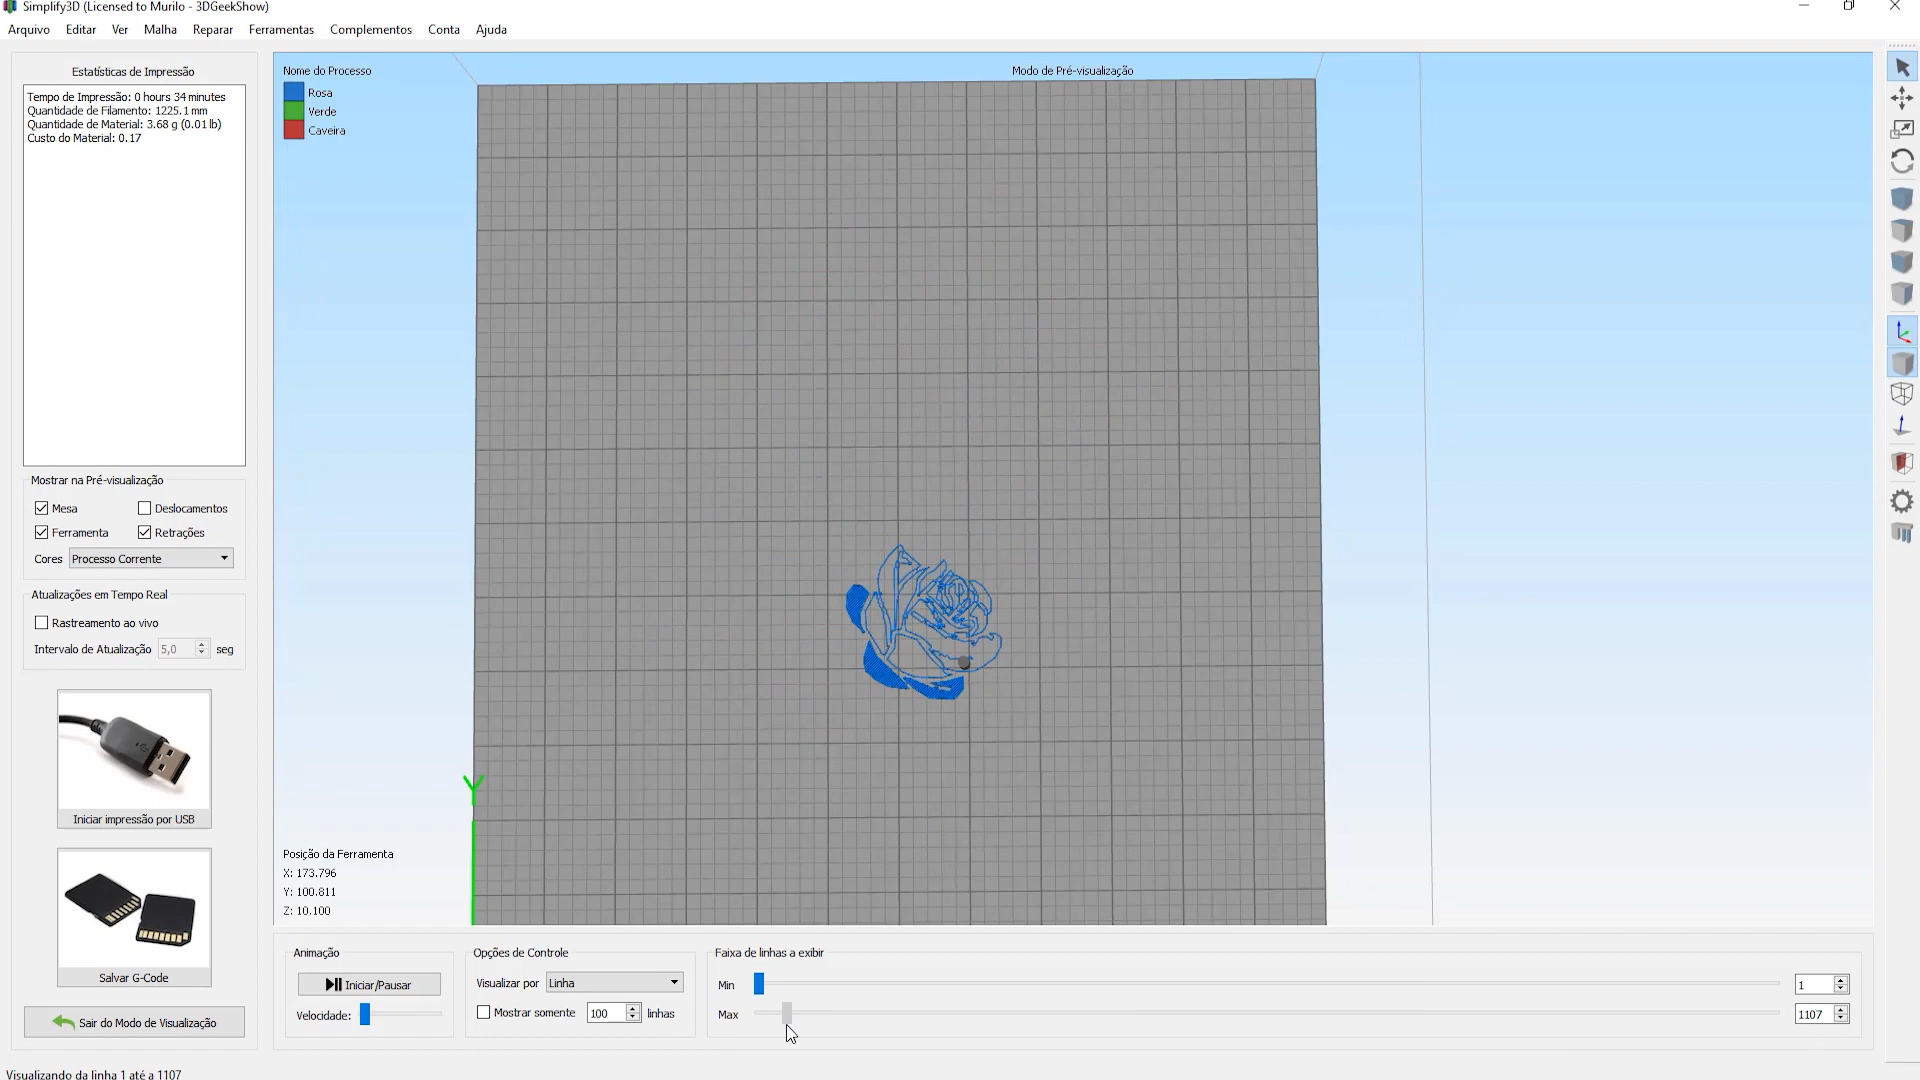 Simplify3D (Licensed to Murilo - 3DGeekShow)
Arquivo Editar Ver Malha Reparar Ferramentas Complementos Conta Ajuda
Estatísticas de Impressão
Tempo de Impressão: 0 hours 34 minutes
Quantidade de Filamento: 1225.1 mm
Quantidade de Material: 3.68 g (0.01 lb)
Custo do Material: 0.17
Mostrar na Pré-visualização
Mesa Deslocamentos
Ferramenta Retrações
Cores Processo Corrente
Atualizações em Tempo Real
Rastreamento ao vivo
Intervalo de Atualização 5,0 seg
Iniciar impressão por USB
Salvar G-Code
Sair do Modo de Visualização
Nome do Processo
Rosa
Verde
Caveira
Modo de Pré-visualização
Y
Posição da Ferramenta
X: 173.796
Y: 100.811
Z: 10.100
Animação
Iniciar/Pausar
Velocidade:
Opções de Controle
Visualizar por Linha
Mostrar somente 100 linhas
Faixa de linhas a exibir
Min 1
Max 1107
Visualizando da linha 1 até a 1107